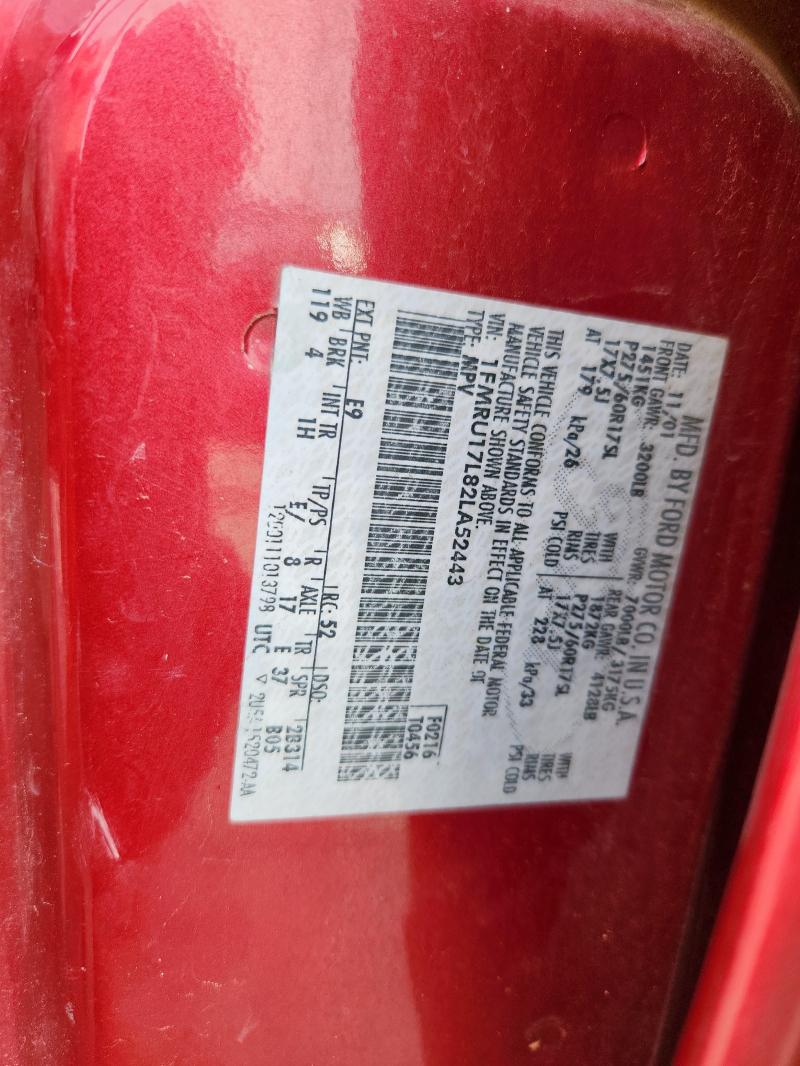 MFD. BY FORD MOTOR CO. IN U.S.A.
DATE: 11/01 GVWR: 7000LB/ 3175KG
FRONT GAWR: 3200LB REAR GAWR: 4128LB
1451KG WITH 1872KG WITH
P275/60R17SL TIRES P275/60R17SL TIRES
17X7.5J RIMS 17X7.5J RIMS
AT 179 kPa/26 PSI COLD AT 228 kPa/33 PSI COLD
THIS VEHICLE CONFORMS TO ALL APPLICABLE FEDERAL MOTOR
VEHICLE SAFETY STANDARDS IN EFFECT ON THE DATE OF
MANUFACTURE SHOWN ABOVE.
VIN: 1FMRU17L82LA52443
TYPE: MPV
F0216
T0456
EXT PNT: E9 RC: 52 DSO:
WB BRK INT TR TP/PS R AXLE TR SPR 2B314
119 4 1H E/ 8 17 E 37 B05
UTC